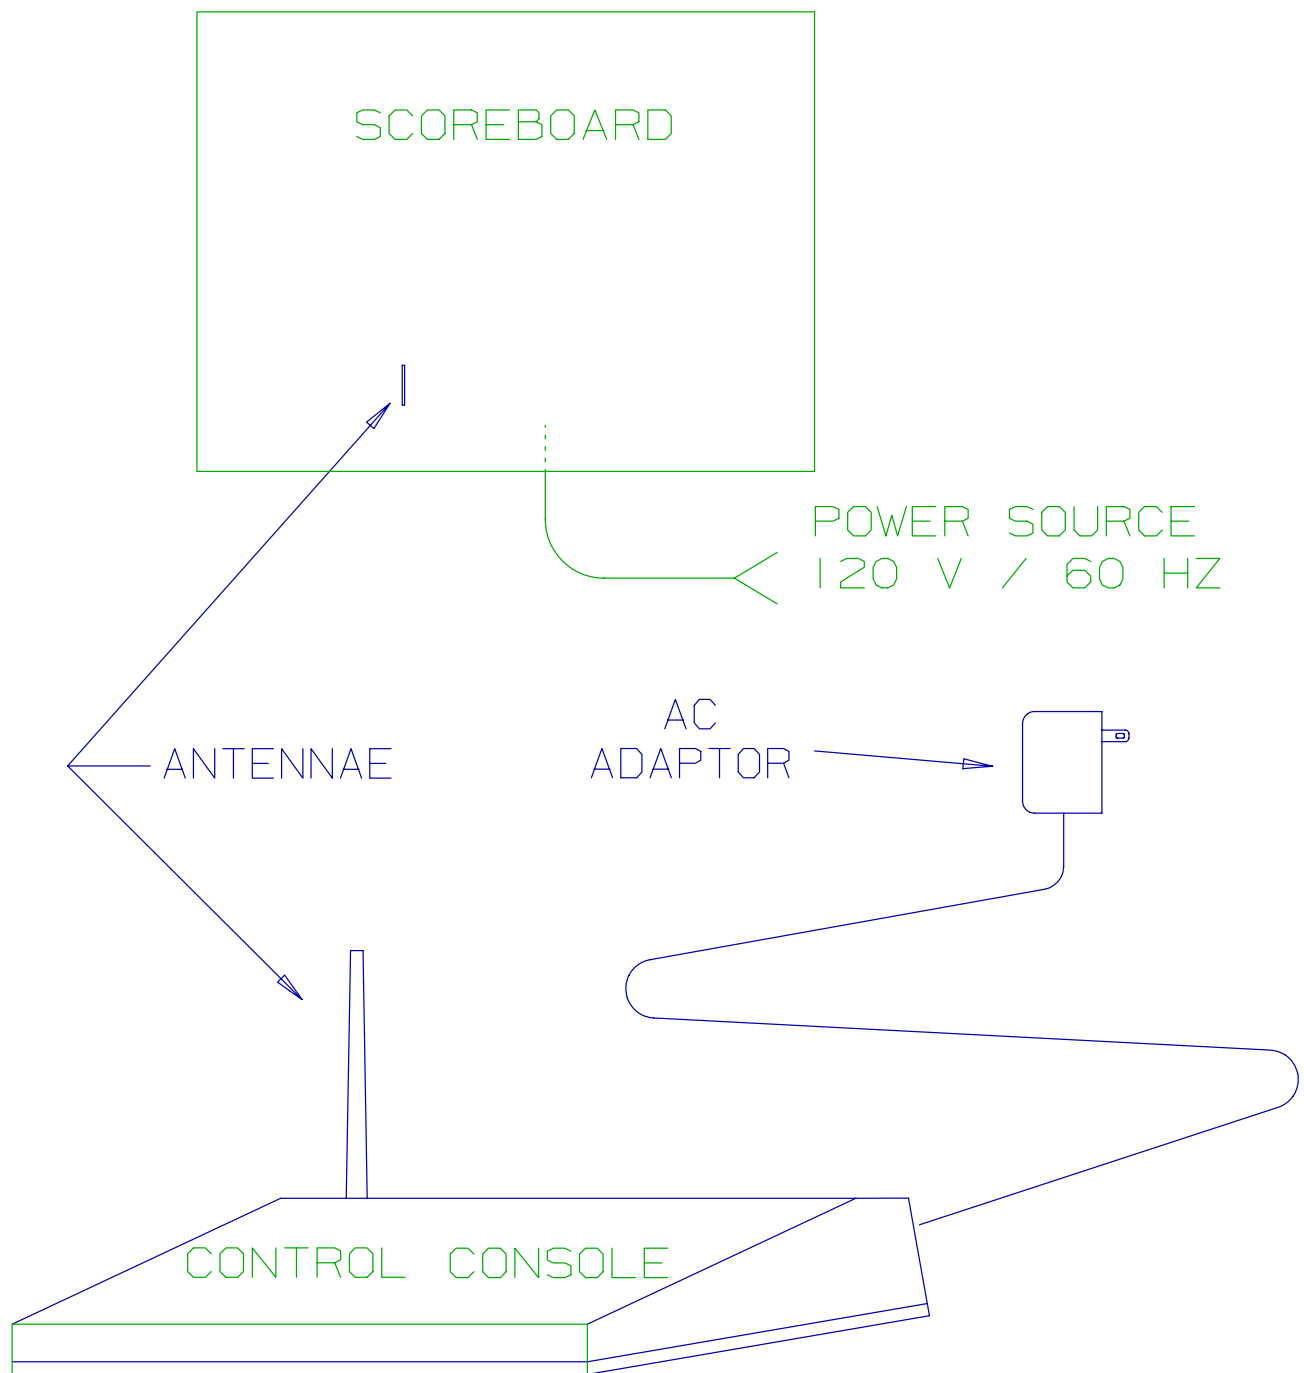 SCOREBOARD
POWER SOURCE
120 V / 60 HZ
AC
ADAPTOR
ANTENNAE
CONTROL CONSOLE